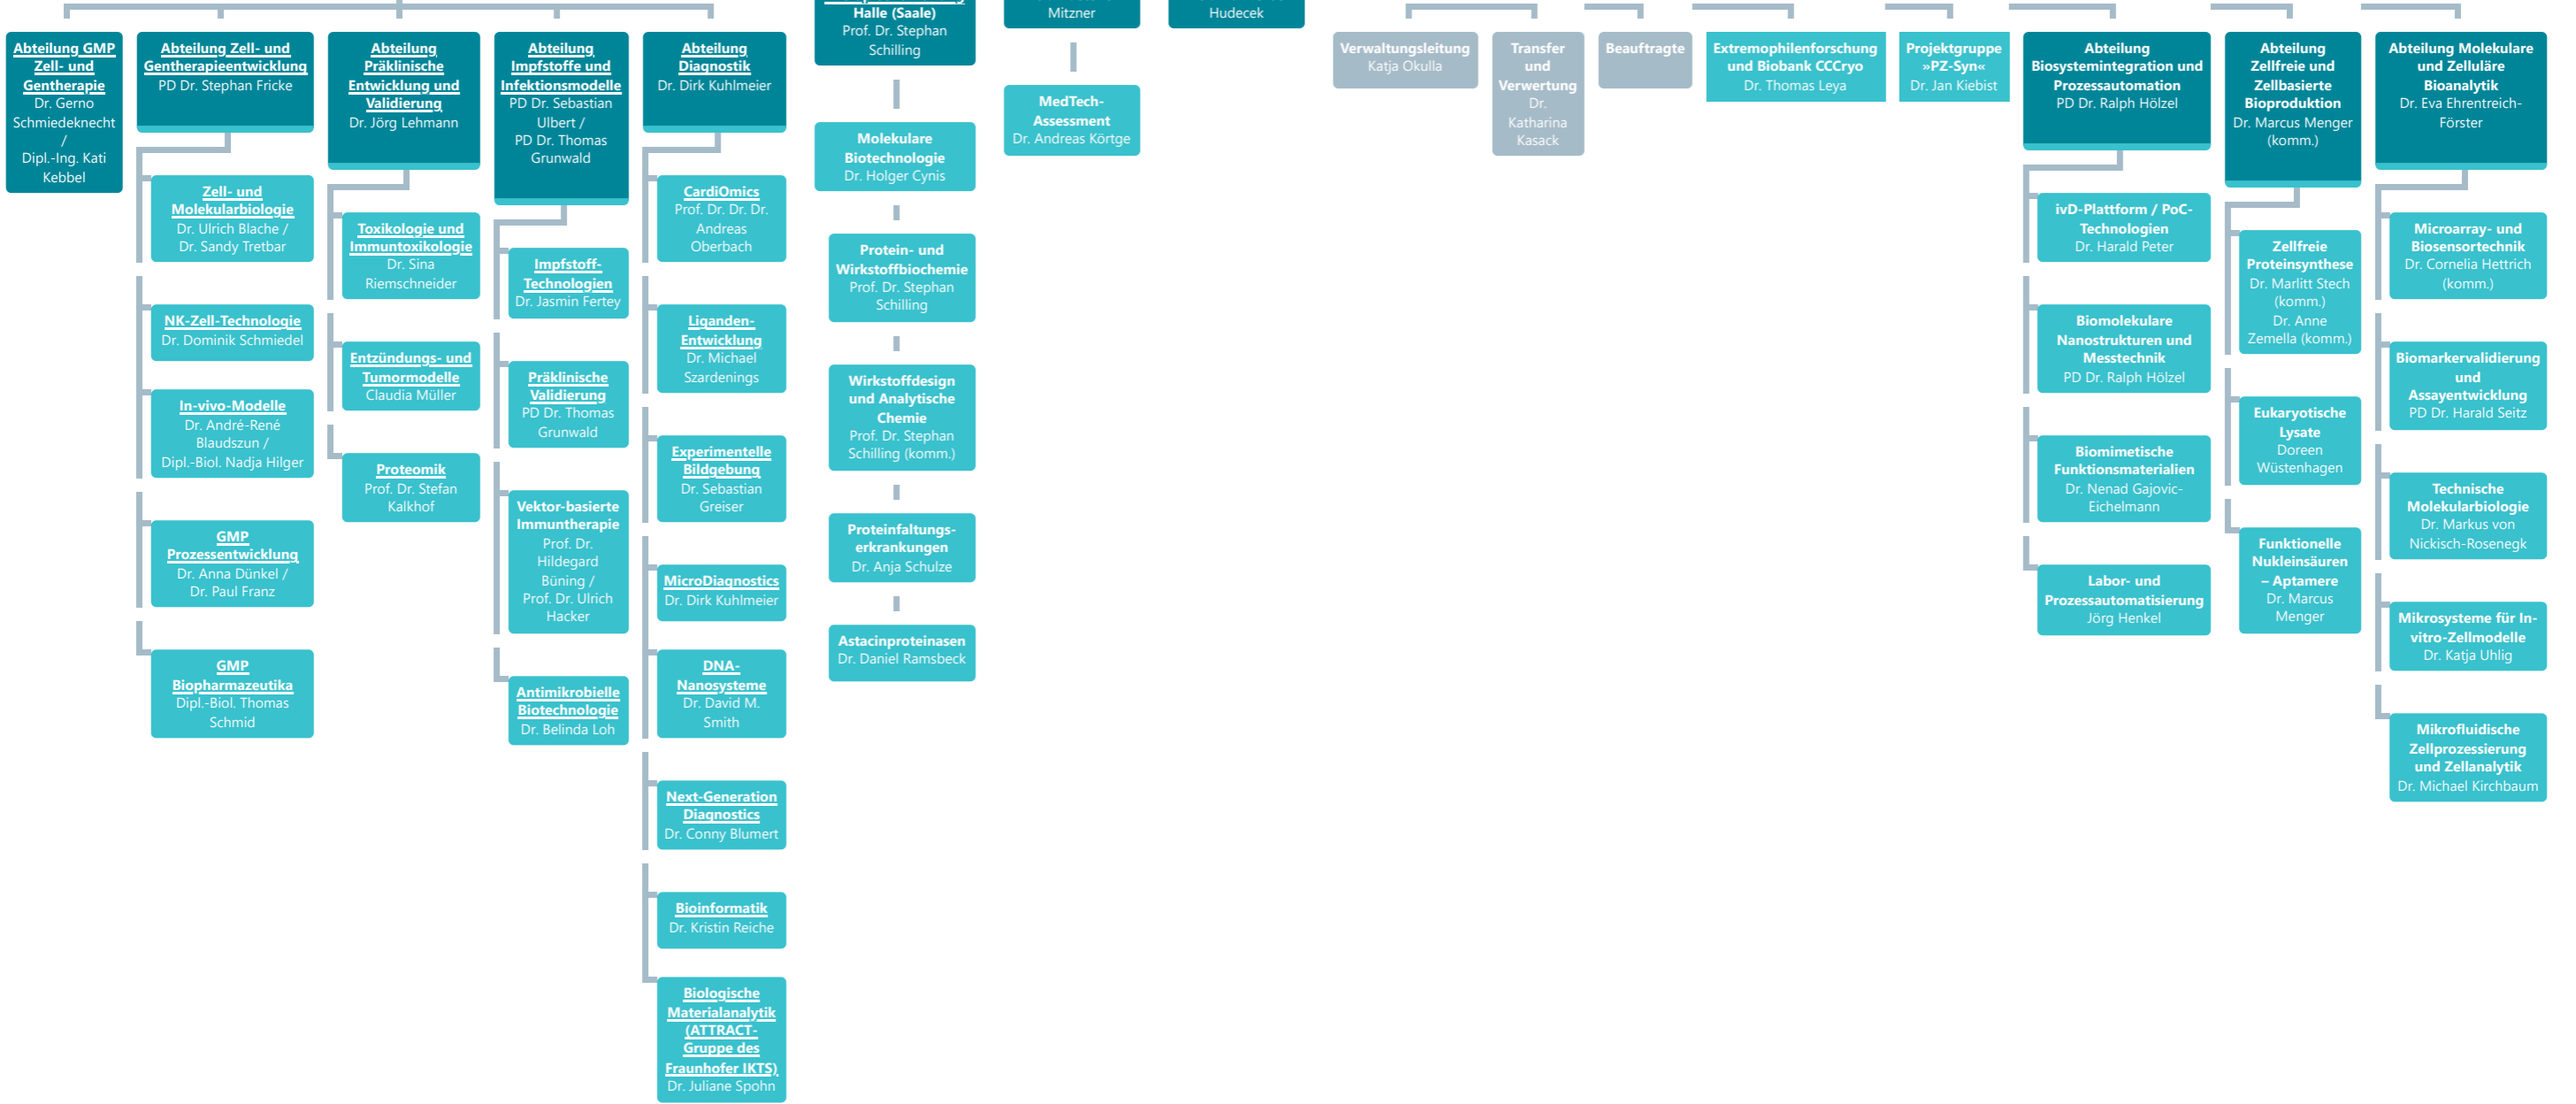 Halle (Saale)
Prof. Dr. Stephan
Schilling
Mitzner
Hudecek
Abteilung GMP
Zell- und
Gentherapie
Dr. Gerno
Schmiedeknecht
/
Dipl.-Ing. Kati
Kebbel
Abteilung Zell- und
Gentherapieentwicklung
PD Dr. Stephan Fricke
Zell- und
Molekularbiologie
Dr. Ulrich Blache /
Dr. Sandy Tretbar
NK-Zell-Technologie
Dr. Dominik Schmiedel
In-vivo-Modelle
Dr. André-René
Blaudszun /
Dipl.-Biol. Nadja Hilger
GMP
Prozessentwicklung
Dr. Anna Dünkel /
Dr. Paul Franz
GMP
Biopharmazeutika
Dipl.-Biol. Thomas
Schmid
Abteilung
Präklinische
Entwicklung und
Validierung
Dr. Jörg Lehmann
Toxikologie und
Immuntoxikologie
Dr. Sina
Riemschneider
Entzündungs- und
Tumormodelle
Claudia Müller
Proteomik
Prof. Dr. Stefan
Kalkhof
Abteilung
Impfstoffe und
Infektionsmodelle
PD Dr. Sebastian
Ulbert /
PD Dr. Thomas
Grunwald
Impfstoff-
Technologien
Dr. Jasmin Fertey
Präklinische
Validierung
PD Dr. Thomas
Grunwald
Vektor-basierte
Immuntherapie
Prof. Dr.
Hildegard
Büning /
Prof. Dr. Ulrich
Hacker
Antimikrobielle
Biotechnologie
Dr. Belinda Loh
Abteilung
Diagnostik
Dr. Dirk Kuhlmeier
CardiOmics
Prof. Dr. Dr. Dr.
Andreas
Oberbach
Liganden-
Entwicklung
Dr. Michael
Szardenings
Experimentelle
Bildgebung
Dr. Sebastian
Greiser
MicroDiagnostics
Dr. Dirk Kuhlmeier
DNA-
Nanosysteme
Dr. David M.
Smith
Next-Generation
Diagnostics
Dr. Conny Blumert
Bioinformatik
Dr. Kristin Reiche
Biologische
Materialanalytik
(ATTRACT-
Gruppe des
Fraunhofer IKTS)
Dr. Juliane Spohn
Molekulare
Biotechnologie
Dr. Holger Cynis
Protein- und
Wirkstoffbiochemie
Prof. Dr. Stephan
Schilling
Wirkstoffdesign
und Analytische
Chemie
Prof. Dr. Stephan
Schilling (komm.)
Proteinfaltungs-
erkrankungen
Dr. Anja Schulze
Astacinproteinasen
Dr. Daniel Ramsbeck
MedTech-
Assessment
Dr. Andreas Körtge
Verwaltungsleitung
Katja Okulla
Transfer
und
Verwertung
Dr.
Katharina
Kasack
Beauftragte
Extremophilenforschung
und Biobank CCCryo
Dr. Thomas Leya
Projektgruppe
»PZ-Syn«
Dr. Jan Kiebist
Abteilung
Biosystemintegration und
Prozessautomation
PD Dr. Ralph Hölzel
ivD-Plattform / PoC-
Technologien
Dr. Harald Peter
Biomolekulare
Nanostrukturen und
Messtechnik
PD Dr. Ralph Hölzel
Biomimetische
Funktionsmaterialien
Dr. Nenad Gajovic-
Eichelmann
Labor- und
Prozessautomatisierung
Jörg Henkel
Abteilung
Zellfreie und
Zellbasierte
Bioproduktion
Dr. Marcus Menger
(komm.)
Zellfreie
Proteinsynthese
Dr. Marlitt Stech
(komm.)
Dr. Anne
Zemella (komm.)
Eukaryotische
Lysate
Doreen
Wüstenhagen
Funktionelle
Nukleinsäuren
– Aptamere
Dr. Marcus
Menger
Abteilung Molekulare
und Zelluläre
Bioanalytik
Dr. Eva Ehrentreich-
Förster
Microarray- und
Biosensortechnik
Dr. Cornelia Hettrich
(komm.)
Biomarkervalidierung
und
Assayentwicklung
PD Dr. Harald Seitz
Technische
Molekularbiologie
Dr. Markus von
Nickisch-Rosenegk
Mikrosysteme für In-
vitro-Zellmodelle
Dr. Katja Uhlig
Mikrofluidische
Zellprozessierung
und Zellanalytik
Dr. Michael Kirchbaum